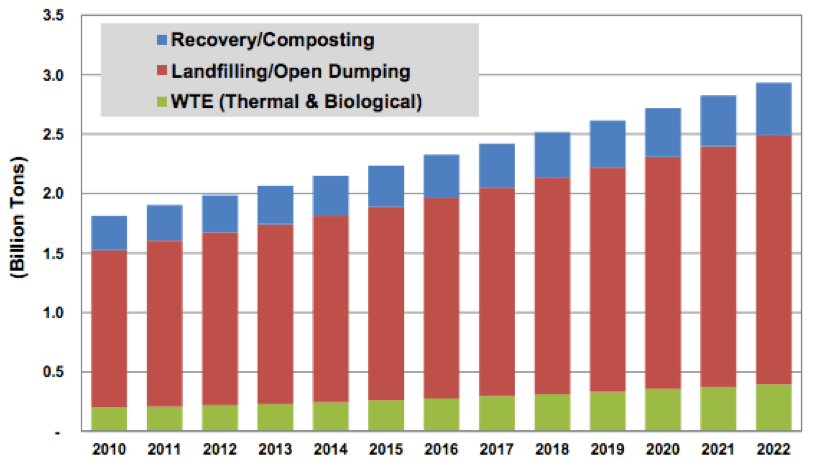 3.5
Recovery/Composting
3.0
Landfilling/Open Dumping
WTE (Thermal & Biological)
2.5
2.0
(Billion Tons)
1.5
1.0
0.5
-
2010 2011 2012 2013 2014 2015 2016 2017 2018 2019 2020 2021 2022